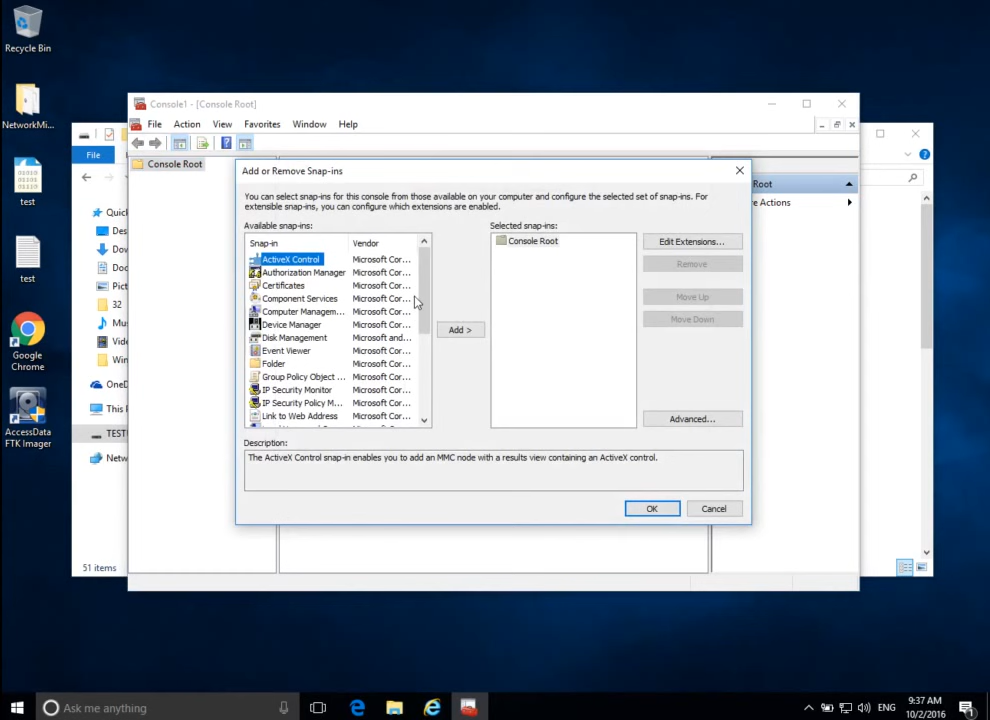 Recycle Bin
NetworkMi...
test
test
Google
Chrome
AccessData
FTK Imager
Console1 - [Console Root]
File
Action
View
Favorites
Window
Help
Console Root
File
Quick
Des
Dov
Doc
Pict
32
Mus
Vide
Win
OneD
This P
TESTI
Netw
51 items
Add or Remove Snap-ins
You can select snap-ins for this console from those available on your computer and configure the selected set of snap-ins. For
extensible snap-ins, you can configure which extensions are enabled.
Available snap-ins:
Snap-in Vendor
ActiveX Control Microsoft Cor...
Authorization Manager Microsoft Cor...
Certificates Microsoft Cor...
Component Services Microsoft Cor...
Computer Managem... Microsoft Cor...
Device Manager Microsoft Cor...
Disk Management Microsoft and...
Event Viewer Microsoft Cor...
Folder Microsoft Cor...
Group Policy Object ... Microsoft Cor...
IP Security Monitor Microsoft Cor...
IP Security Policy M... Microsoft Cor...
Link to Web Address Microsoft Cor...
Add >
Selected snap-ins:
Console Root
Edit Extensions...
Remove
Move Up
Move Down
Advanced...
Description:
The ActiveX Control snap-in enables you to add an MMC node with a results view containing an ActiveX control.
OK
Cancel
Root
e Actions
Ask me anything
ENG
9:37 AM
10/2/2016